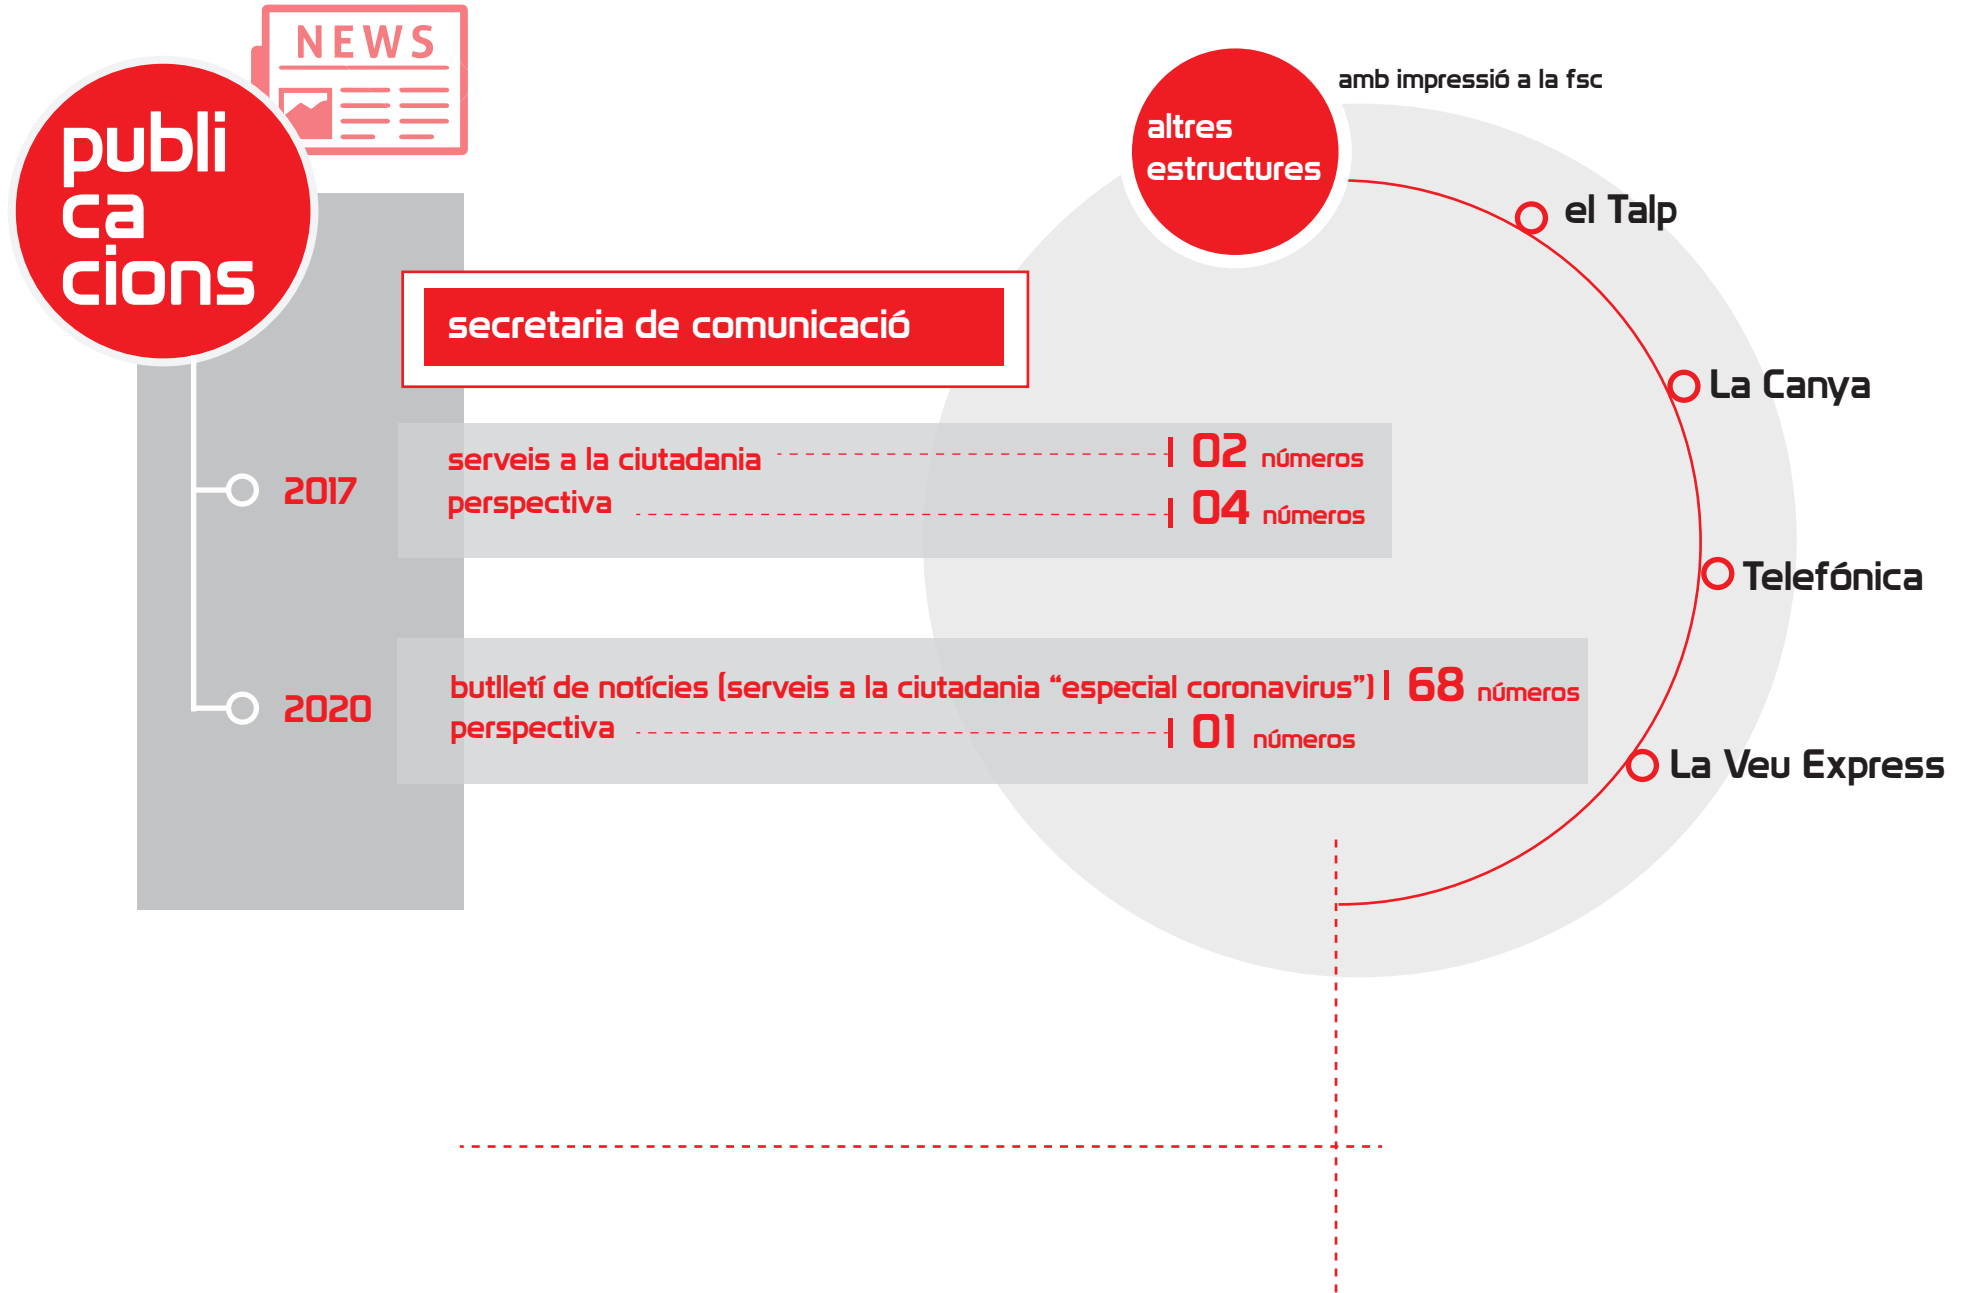 NEWS
publi
ca
cions
secretaria de comunicació
2017
serveis a la ciutadania 02 números
perspectiva 04 números
2020
butlletí de notícies (serveis a la ciutadania “especial coronavirus”) 68 números
perspectiva 01 números
altres
estructures
amb impressió a la fsc
el Talp
La Canya
Telefónica
La Veu Express